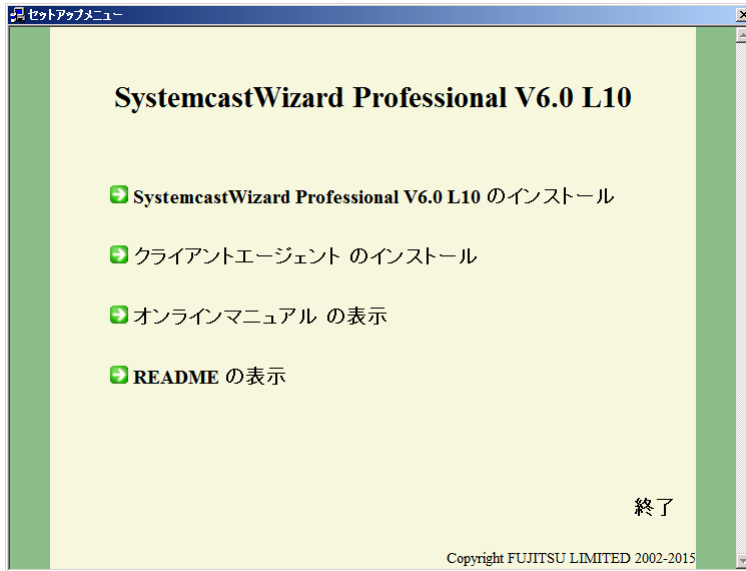 セットアップメニュー
SystemcastWizard Professional V6.0 L10
SystemcastWizard Professional V6.0 L10 のインストール
クライアントエージェント のインストール
オンラインマニュアル の表示
README の表示
終了
Copyright FUJITSU LIMITED 2002-2015